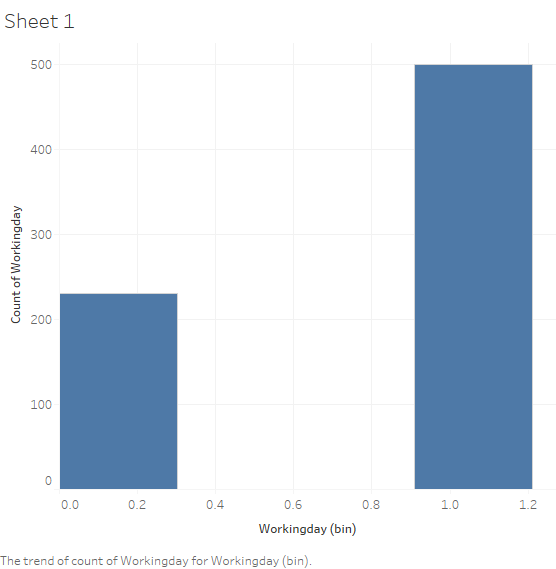 Sheet 1
500
400
300
200
100
0
Count of Workingday
0.0 0.2 0.4 0.6 0.8 1.0 1.2
Workingday (bin)
The trend of count of Workingday for Workingday (bin).